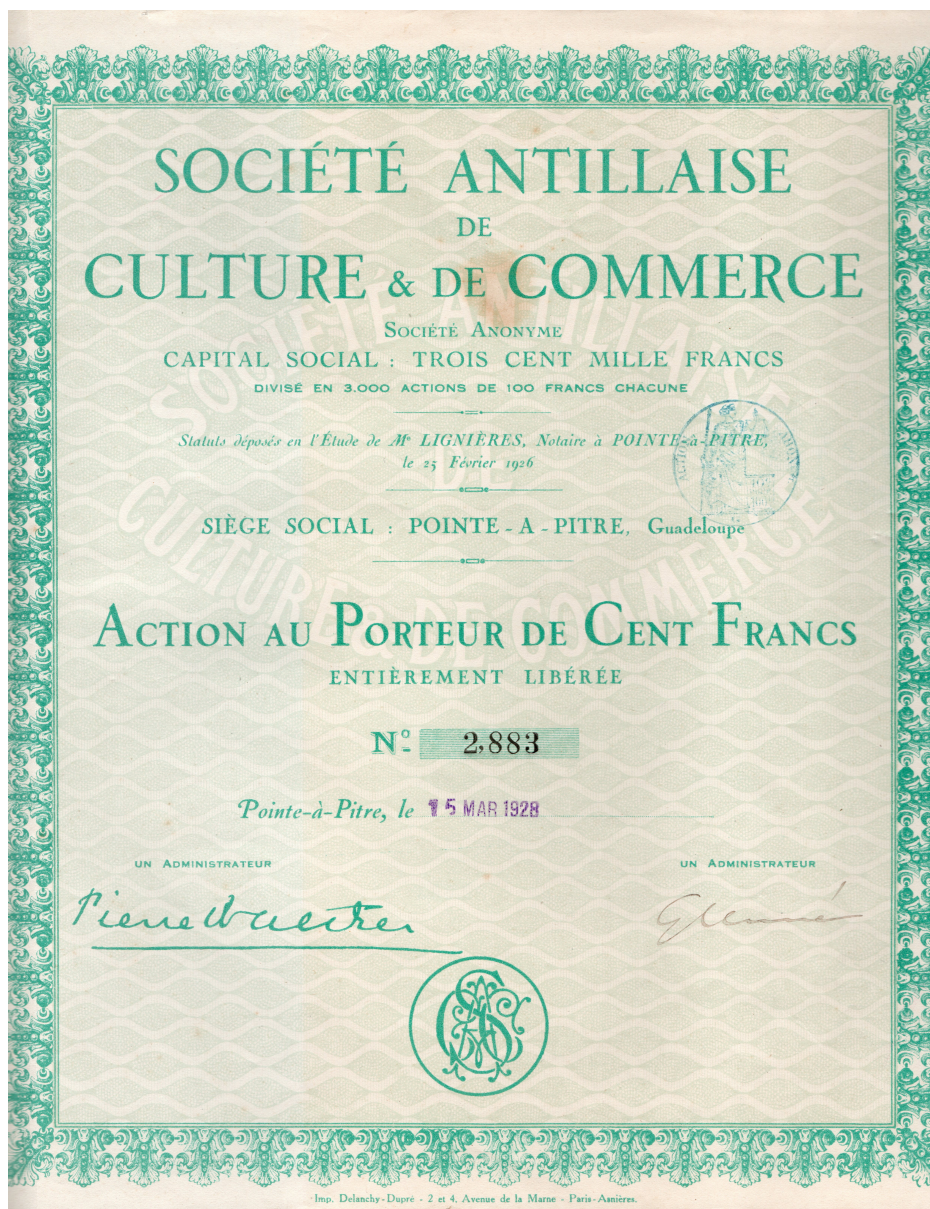 SOCIÉTÉ ANTILLAISE
DE
CULTURE & DE COMMERCE
SOCIÉTÉ ANONYME
CAPITAL SOCIAL : TROIS CENT MILLE FRANCS
DIVISÉ EN 3.000 ACTIONS DE 100 FRANCS CHACUNE
Statuts déposés en l'Étude de Me LIGNIÈRES, Notaire à POINTE-à-PITRE,
le 25 Février 1926
SIÈGE SOCIAL : POINTE-A-PITRE, Guadeloupe
ACTION AU PORTEUR DE CENT FRANCS
ENTIÈREMENT LIBÉRÉE
No 2,883
Pointe-à-Pitre, le 15 MAR 1928
UN ADMINISTRATEUR UN ADMINISTRATEUR
Imp. Delanchy-Dupré - 2 et 4, Avenue de la Marne - Paris-Asnières.